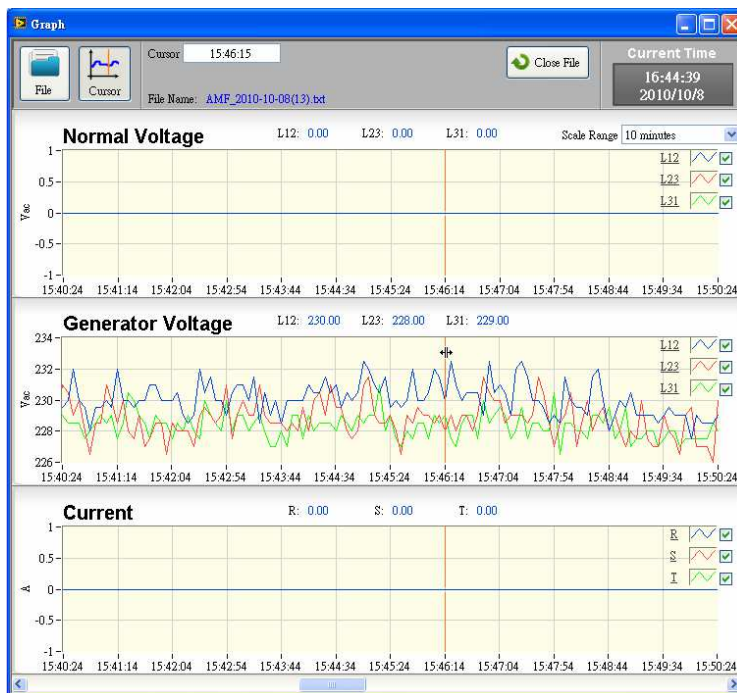 Graph
File
Cursor
Cursor 15:46:15
File Name: AMF_2010-10-08(13).txt
Close File
Current Time
16:44:39
2010/10/8
Normal Voltage L12: 0.00 L23: 0.00 L31: 0.00 Scale Range 10 minutes
Vac
1
0.5
0
-0.5
-1
L12
L23
L31
15:40:24 15:41:14 15:42:04 15:42:54 15:43:44 15:44:34 15:45:24 15:46:14 15:47:04 15:47:54 15:48:44 15:49:34 15:50:24
Generator Voltage L12: 230.00 L23: 228.00 L31: 229.00
Vac
234
232
230
228
226
L12
L23
L31
15:40:24 15:41:14 15:42:04 15:42:54 15:43:44 15:44:34 15:45:24 15:46:14 15:47:04 15:47:54 15:48:44 15:49:34 15:50:24
Current R: 0.00 S: 0.00 T: 0.00
A
1
0.5
0
-0.5
-1
R
S
T
15:40:24 15:41:14 15:42:04 15:42:54 15:43:44 15:44:34 15:45:24 15:46:14 15:47:04 15:47:54 15:48:44 15:49:34 15:50:24